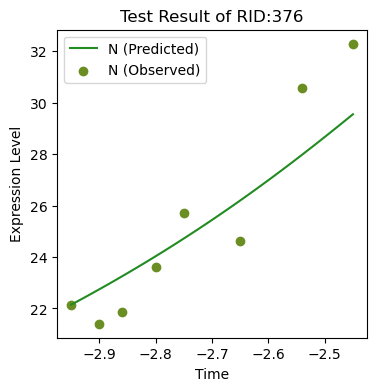 Test Result of RID:376
N (Predicted)
N (Observed)
Expression Level
32
30
28
26
24
22
−2.9
−2.8
−2.7
−2.6
−2.5
Time